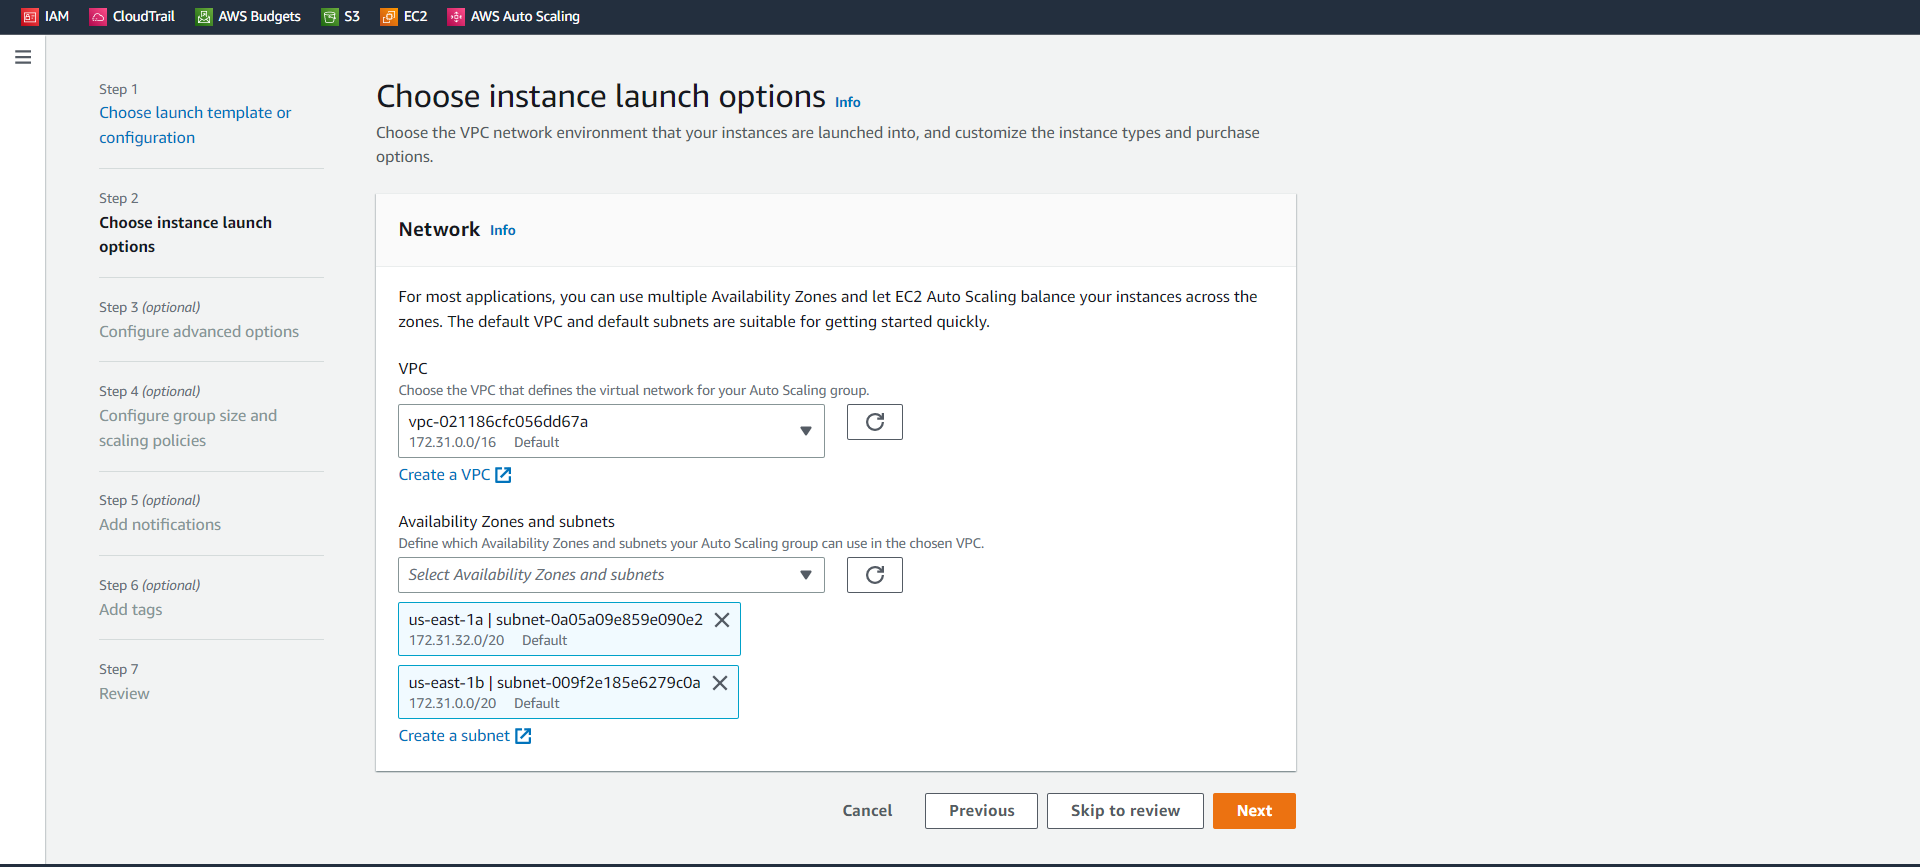 IAM CloudTrail AWS Budgets S3 EC2 AWS Auto Scaling
Step 1
Choose launch template or
configuration
Step 2
Choose instance launch
options
Step 3 (optional)
Configure advanced options
Step 4 (optional)
Configure group size and
scaling policies
Step 5 (optional)
Add notifications
Step 6 (optional)
Add tags
Step 7
Review
Choose instance launch options Info
Choose the VPC network environment that your instances are launched into, and customize the instance types and purchase
options.
Network Info
For most applications, you can use multiple Availability Zones and let EC2 Auto Scaling balance your instances across the
zones. The default VPC and default subnets are suitable for getting started quickly.
VPC
Choose the VPC that defines the virtual network for your Auto Scaling group.
vpc-021186cfc056dd67a
172.31.0.0/16 Default
Create a VPC
Availability Zones and subnets
Define which Availability Zones and subnets your Auto Scaling group can use in the chosen VPC.
Select Availability Zones and subnets
us-east-1a | subnet-0a05a09e859e090e2
172.31.32.0/20 Default
us-east-1b | subnet-009f2e185e6279c0a
172.31.0.0/20 Default
Create a subnet
Cancel Previous Skip to review Next